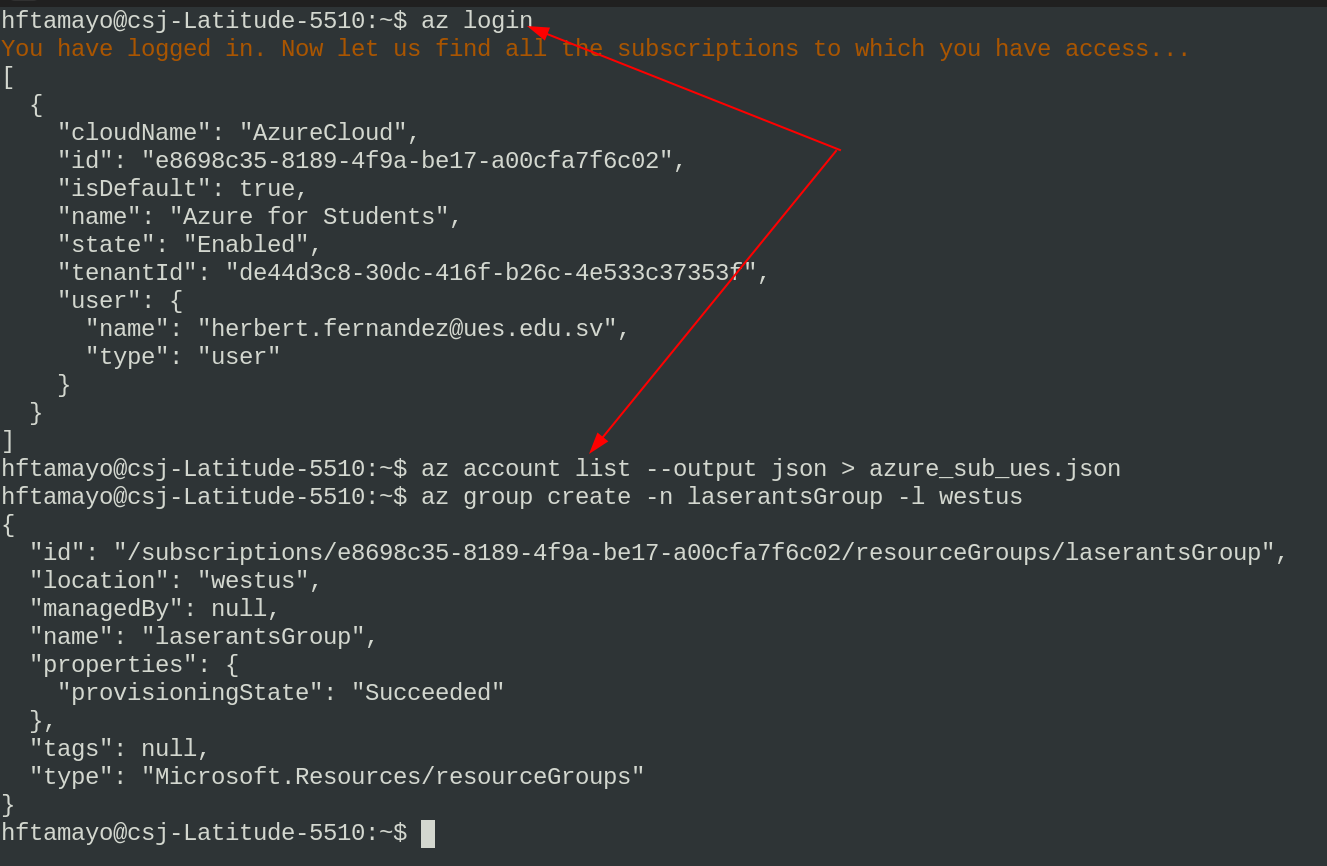 hftamayo@csj-Latitude-5510:~$ az login
You have logged in. Now let us find all the subscriptions to which you have access...
[
  {
    "cloudName": "AzureCloud",
    "id": "e8698c35-8189-4f9a-be17-a00cfa7f6c02",
    "isDefault": true,
    "name": "Azure for Students",
    "state": "Enabled",
    "tenantId": "de44d3c8-30dc-416f-b26c-4e533c37353f",
    "user": {
      "name": "herbert.fernandez@ues.edu.sv",
      "type": "user"
    }
  }
]
hftamayo@csj-Latitude-5510:~$ az account list --output json > azure_sub_ues.json
hftamayo@csj-Latitude-5510:~$ az group create -n laserantsGroup -l westus
{
  "id": "/subscriptions/e8698c35-8189-4f9a-be17-a00cfa7f6c02/resourceGroups/laserantsGroup",
  "location": "westus",
  "managedBy": null,
  "name": "laserantsGroup",
  "properties": {
    "provisioningState": "Succeeded"
  },
  "tags": null,
  "type": "Microsoft.Resources/resourceGroups"
}
hftamayo@csj-Latitude-5510:~$